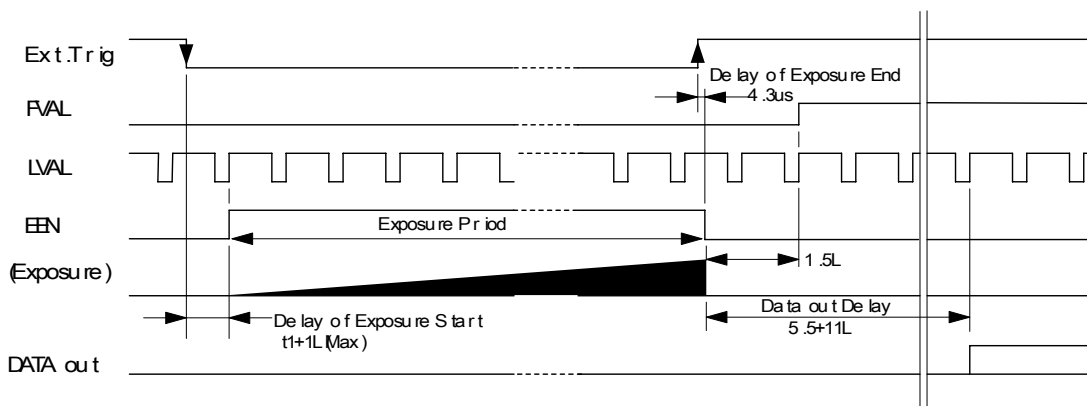 Ext.Trig
Delay of Exposure End
4.3us
FVAL
LVAL
EEN
Exposure Priod
(Exposure)
1.5L
Delay of Exposure Start
t1+1L(Max)
Data out Delay
5.5+11L
DATA out